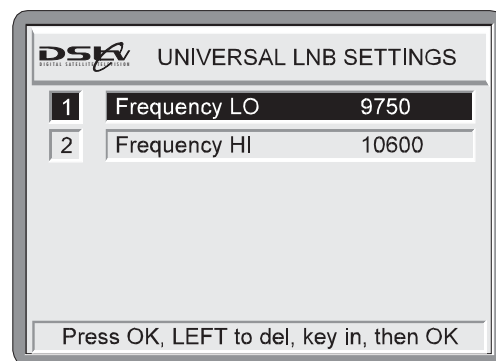 DStv UNIVERSAL LNB SETTINGS
DIGITAL SATELLITE TELEVISION
1 Frequency LO 9750
2 Frequency HI 10600
Press OK, LEFT to del, key in, then OK